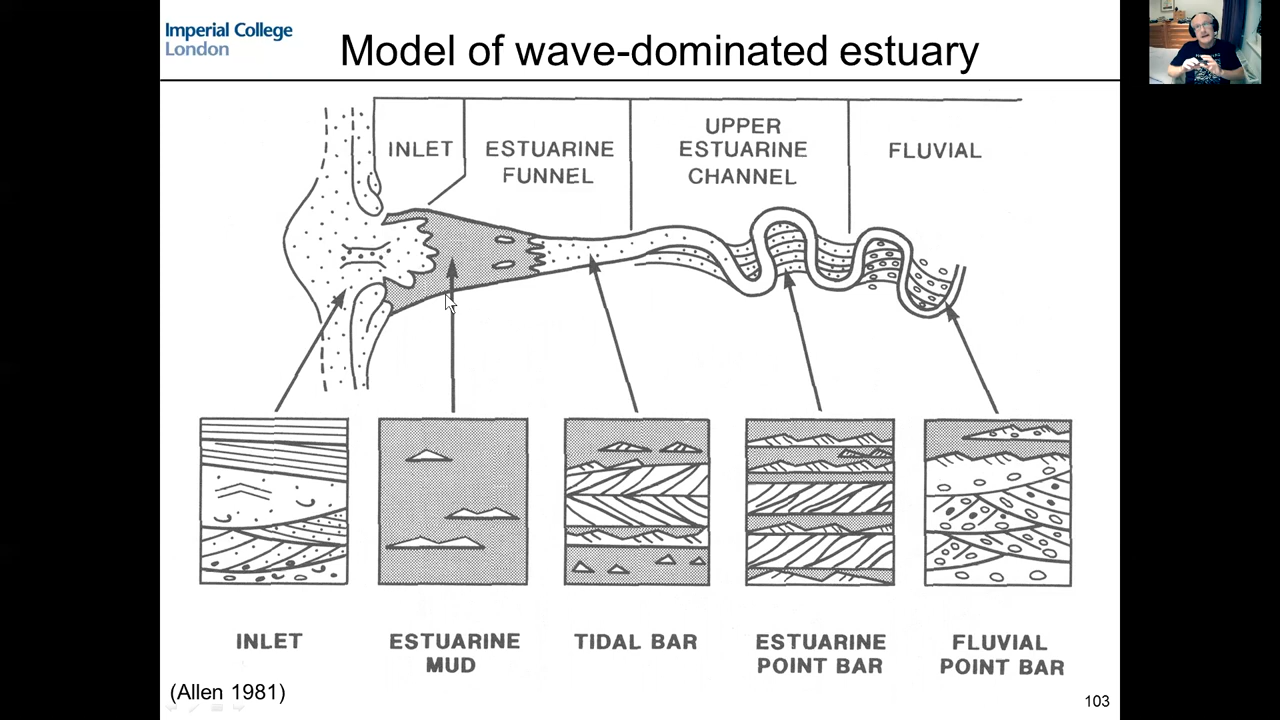 Imperial College
London
Model of wave-dominated estuary
INLET
ESTUARINE
FUNNEL
UPPER
ESTUARINE
CHANNEL
FLUVIAL
INLET
ESTUARINE
MUD
TIDAL BAR
ESTUARINE
POINT BAR
FLUVIAL
POINT BAR
(Allen 1981)
103